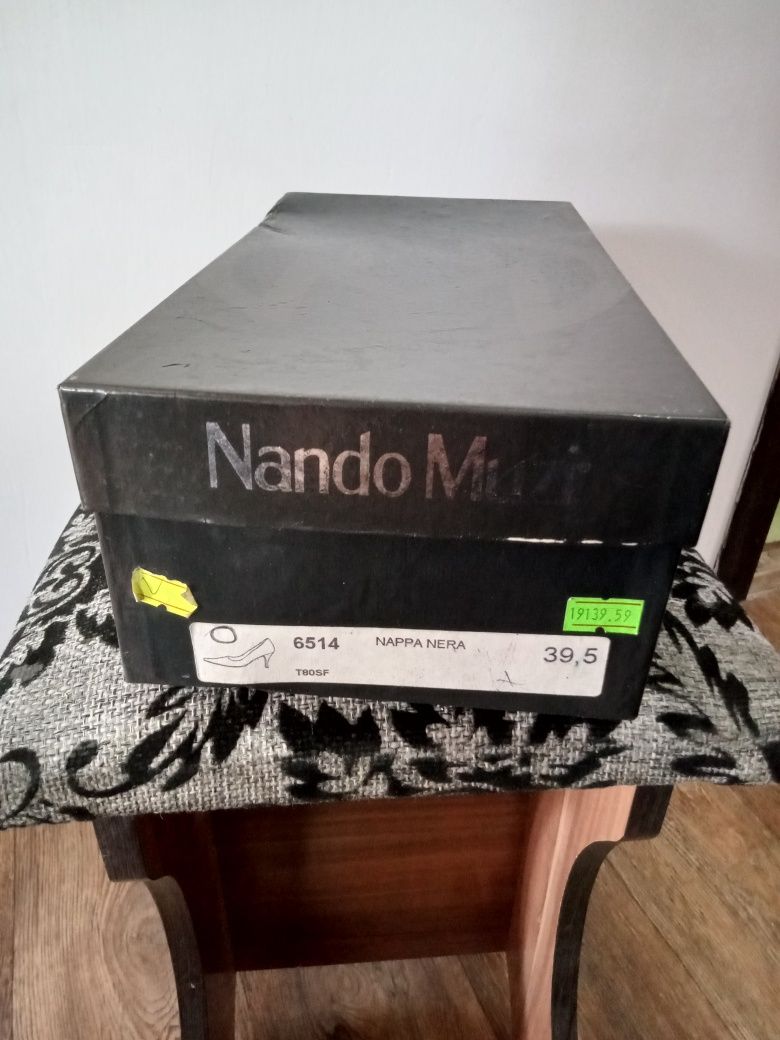 Nando Muzi
19139.59
6514 NAPPA NERA 39,5
T80SF